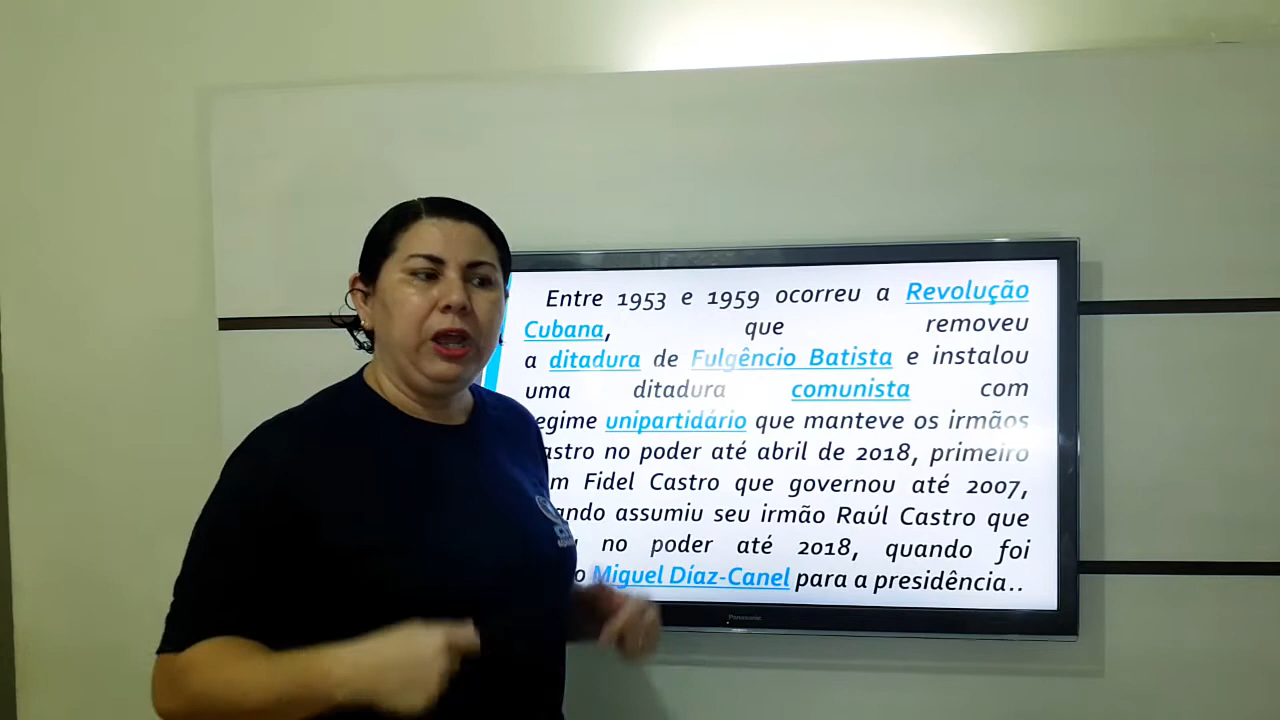 Entre 1953 e 1959 ocorreu a Revolução
Cubana, que removeu
a ditadura de Fulgêncio Batista e instalou
uma ditadura comunista com
egime unipartidário que manteve os irmãos
astro no poder até abril de 2018, primeiro
m Fidel Castro que governou até 2007,
ando assumiu seu irmão Raúl Castro que
no poder até 2018, quando foi
o Miguel Díaz-Canel para a presidência..
Panasonic